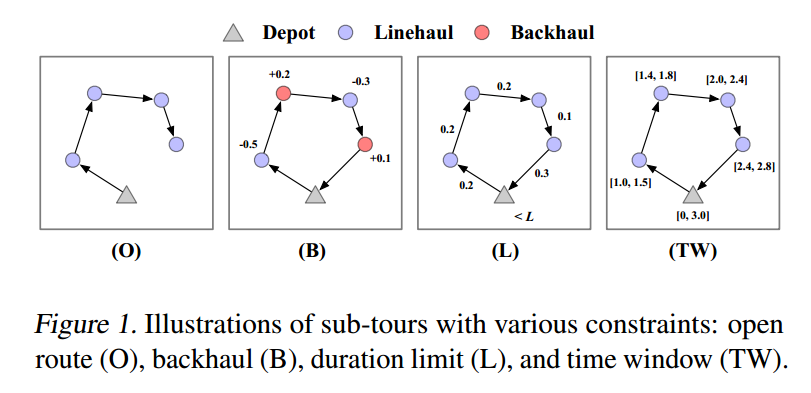 Depot Linehaul Backhaul
+0.2
-0.3
-0.5
+0.1
0.2
0.2
0.1
0.2
0.3
< L
[1.4, 1.8]
[2.0, 2.4]
[2.4, 2.8]
[1.0, 1.5]
[0, 3.0]
(O) (B) (L) (TW)
Figure 1. Illustrations of sub-tours with various constraints: open
route (O), backhaul (B), duration limit (L), and time window (TW).